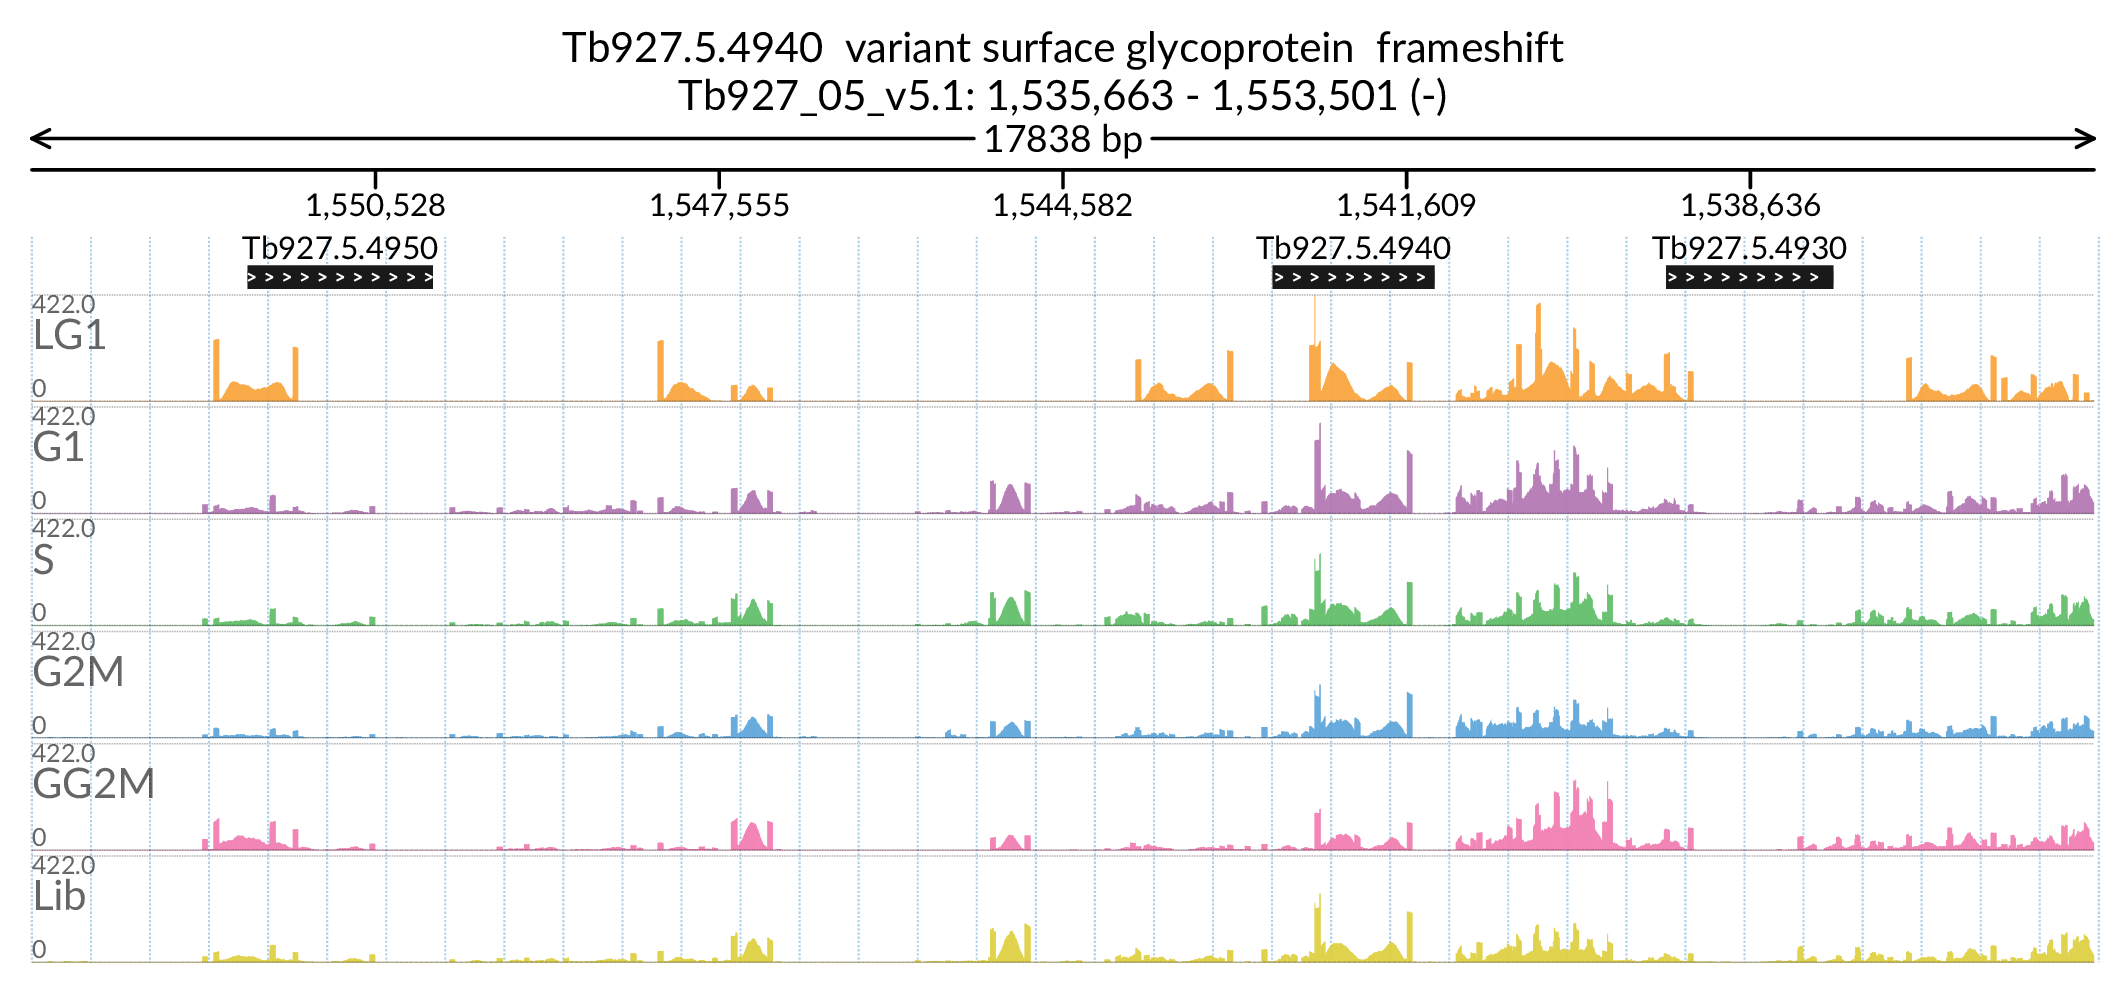 Tb927.5.4940  variant surface glycoprotein  frameshift
Tb927_05_v5.1: 1,535,663 - 1,553,501 (-)
17838 bp
1,550,528 1,547,555 1,544,582 1,541,609 1,538,636
Tb927.5.4950 Tb927.5.4940 Tb927.5.4930
422.0
LG1
0
422.0
G1
0
422.0
S
0
422.0
G2M
0
422.0
GG2M
0
422.0
Lib
0